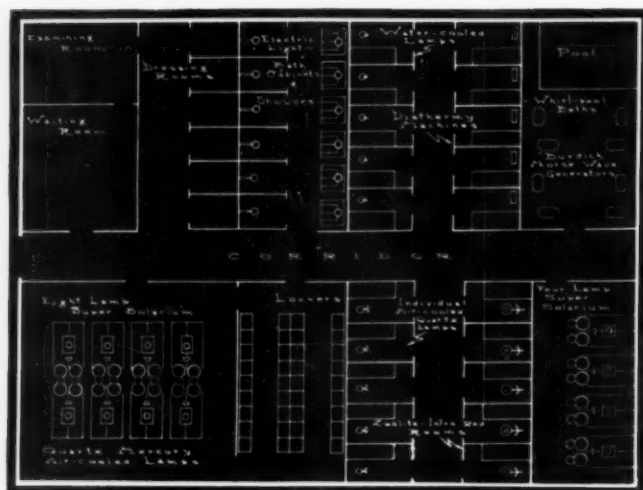 Examining
Room
Dressing
Rooms
Waiting
Room
Electric
Light
Bath
Cabinets
&
Showers
Water-cooled
Lamps
Diathermy
Machines
Pool
Whirlpool
Baths
Burdick
Morse Wave
Generators
CORRIDOR
Eight Lamp
Super Solarium
Quartz Mercury
Air-cooled Lamps
Lockers
Individual
Air-cooled
Quartz
Lamps
Zoalite-Infra Red
Rooms
Four Lamp
Super
Solarium